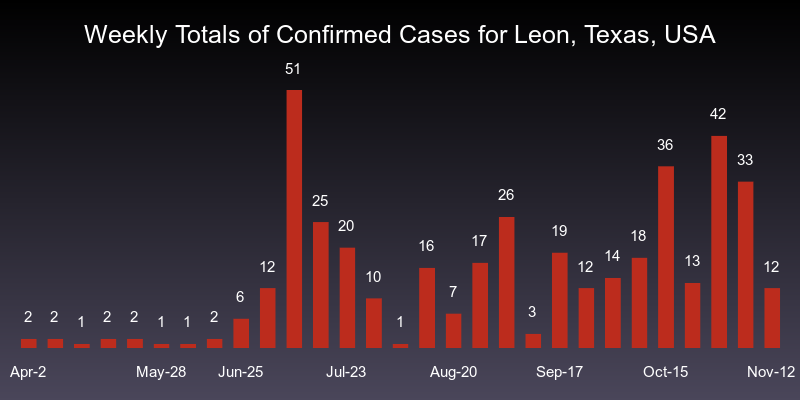 Weekly Totals of Confirmed Cases for Leon, Texas, USA
2 2 1 2 2 1 1 2 6 12 51 25 20 10 1 16 7 17 26 3 19 12 14 18 36 13 42 33 12
Apr-2 May-28 Jun-25 Jul-23 Aug-20 Sep-17 Oct-15 Nov-12